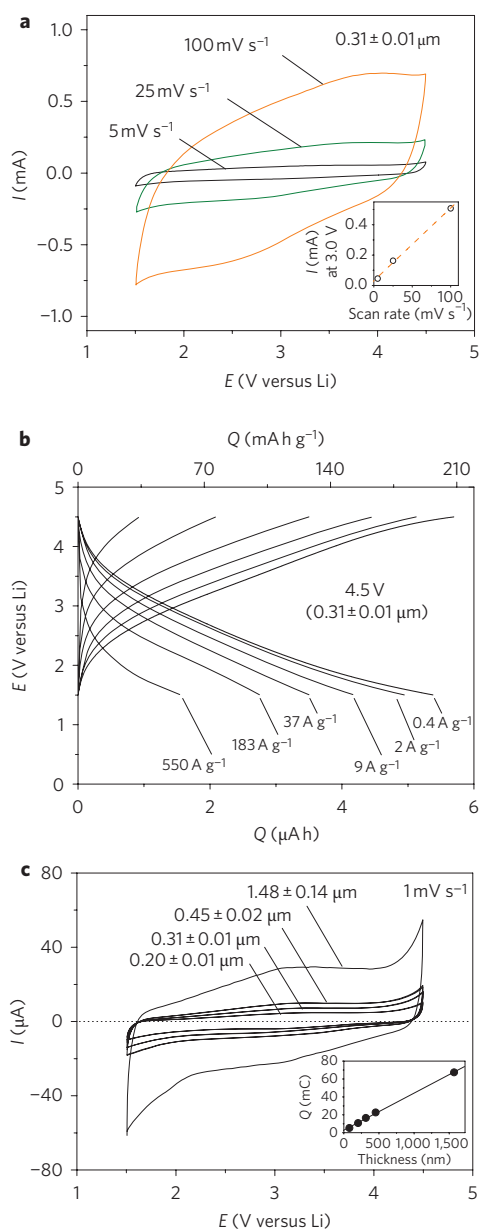 a
1.0
0.5
0.0
−0.5
−1.0
I (mA)
100 mV s⁻¹
0.31 ± 0.01 μm
25 mV s⁻¹
5 mV s⁻¹
I (mA)
at 3.0 V
0.4
0.2
0.0
0 50 100
Scan rate (mV s⁻¹)
1 2 3 4 5
E (V versus Li)
b
Q (mA h g⁻¹)
0 70 140 210
5
4
3
2
1
0
E (V versus Li)
4.5 V
(0.31 ± 0.01 μm)
550 A g⁻¹
183 A g⁻¹
37 A g⁻¹
9 A g⁻¹
2 A g⁻¹
0.4 A g⁻¹
0 2 4 6
Q (μA h)
c
80
40
0
−40
−80
I (μA)
1.48 ± 0.14 μm
1 mV s⁻¹
0.45 ± 0.02 μm
0.31 ± 0.01 μm
0.20 ± 0.01 μm
Q (mC)
80
60
40
20
0
0 500 1,000 1,500
Thickness (nm)
1 2 3 4 5
E (V versus Li)